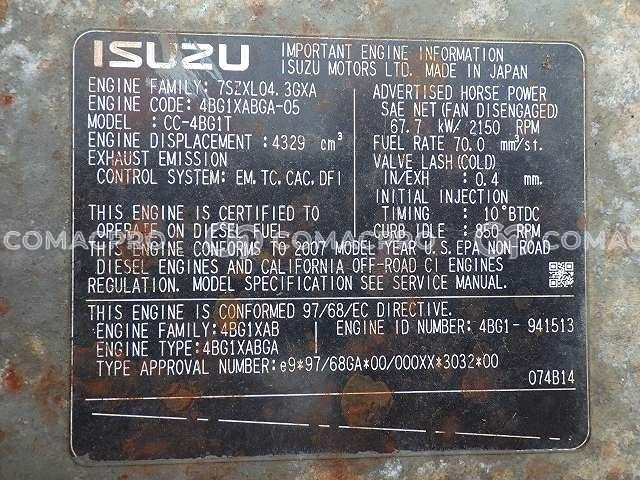 ISUZU
IMPORTANT ENGINE INFORMATION
ISUZU MOTORS LTD. MADE IN JAPAN
ENGINE FAMILY: 7SZXL04.3GXA
ENGINE CODE: 4BG1XABGA-05
MODEL : CC-4BG1T
ENGINE DISPLACEMENT : 4329 cm³
EXHAUST EMISSION
CONTROL SYSTEM: EM, TC, CAC, DFI
ADVERTISED HORSE POWER
SAE NET (FAN DISENGAGED)
67.7 kW/ 2150 RPM
FUEL RATE 70.0 mm³/st.
VALVE LASH (COLD)
IN/EXH : 0.4 mm.
INITIAL INJECTION
TIMING : 10°BTDC
CURB IDLE : 850 RPM
THIS ENGINE IS CERTIFIED TO
OPERATE ON DIESEL FUEL.
THIS ENGINE CONFORMS TO 2007 MODEL YEAR U.S. EPA NON-ROAD
DIESEL ENGINES AND CALIFORNIA OFF-ROAD CI ENGINES
REGULATION. MODEL SPECIFICATION SEE SERVICE MANUAL.
THIS ENGINE IS CONFORMED 97/68/EC DIRECTIVE.
ENGINE FAMILY: 4BG1XAB
ENGINE ID NUMBER: 4BG1- 941513
ENGINE TYPE: 4BG1XABGA
TYPE APPROVAL NUMBER: e9*97/68GA*00/000XX*3032*00
074B14
COMACPRO
COMACPRO